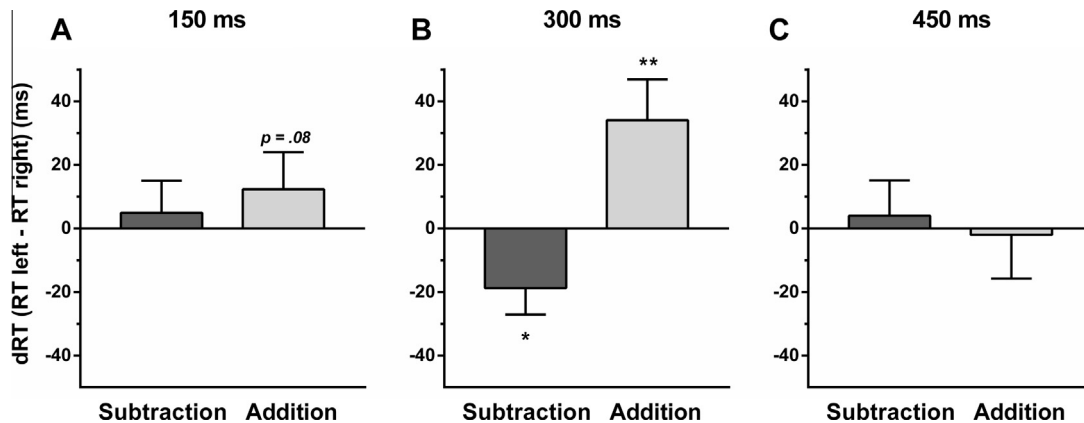 A
150 ms
B
300 ms
C
450 ms
dRT (RT left - RT right) (ms)
40
20
0
-20
-40
p = .08
Subtraction Addition
40
20
0
-20
-40
**
*
Subtraction Addition
40
20
0
-20
-40
Subtraction Addition